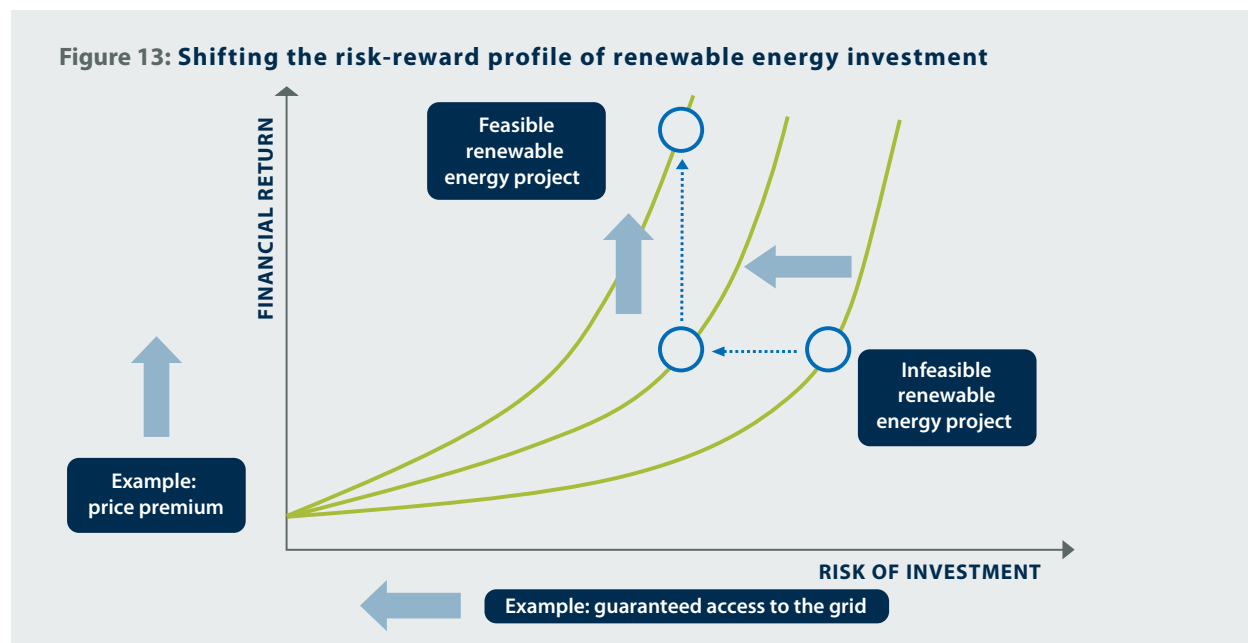 Figure 13: Shifting the risk-reward profile of renewable energy investment
FINANCIAL RETURN
Feasible
renewable
energy project
Infeasible
renewable
energy project
Example:
price premium
RISK OF INVESTMENT
Example: guaranteed access to the grid